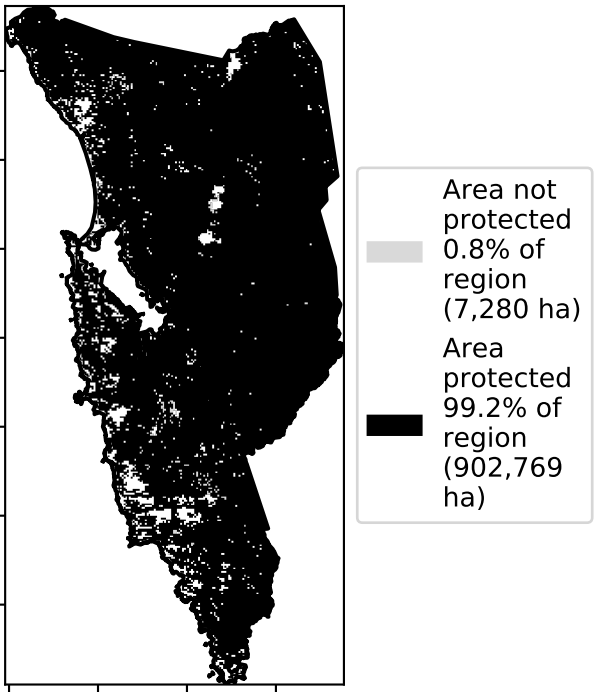 Area not
protected
0.8% of
region
(7,280 ha)
Area
protected
99.2% of
region
(902,769
ha)